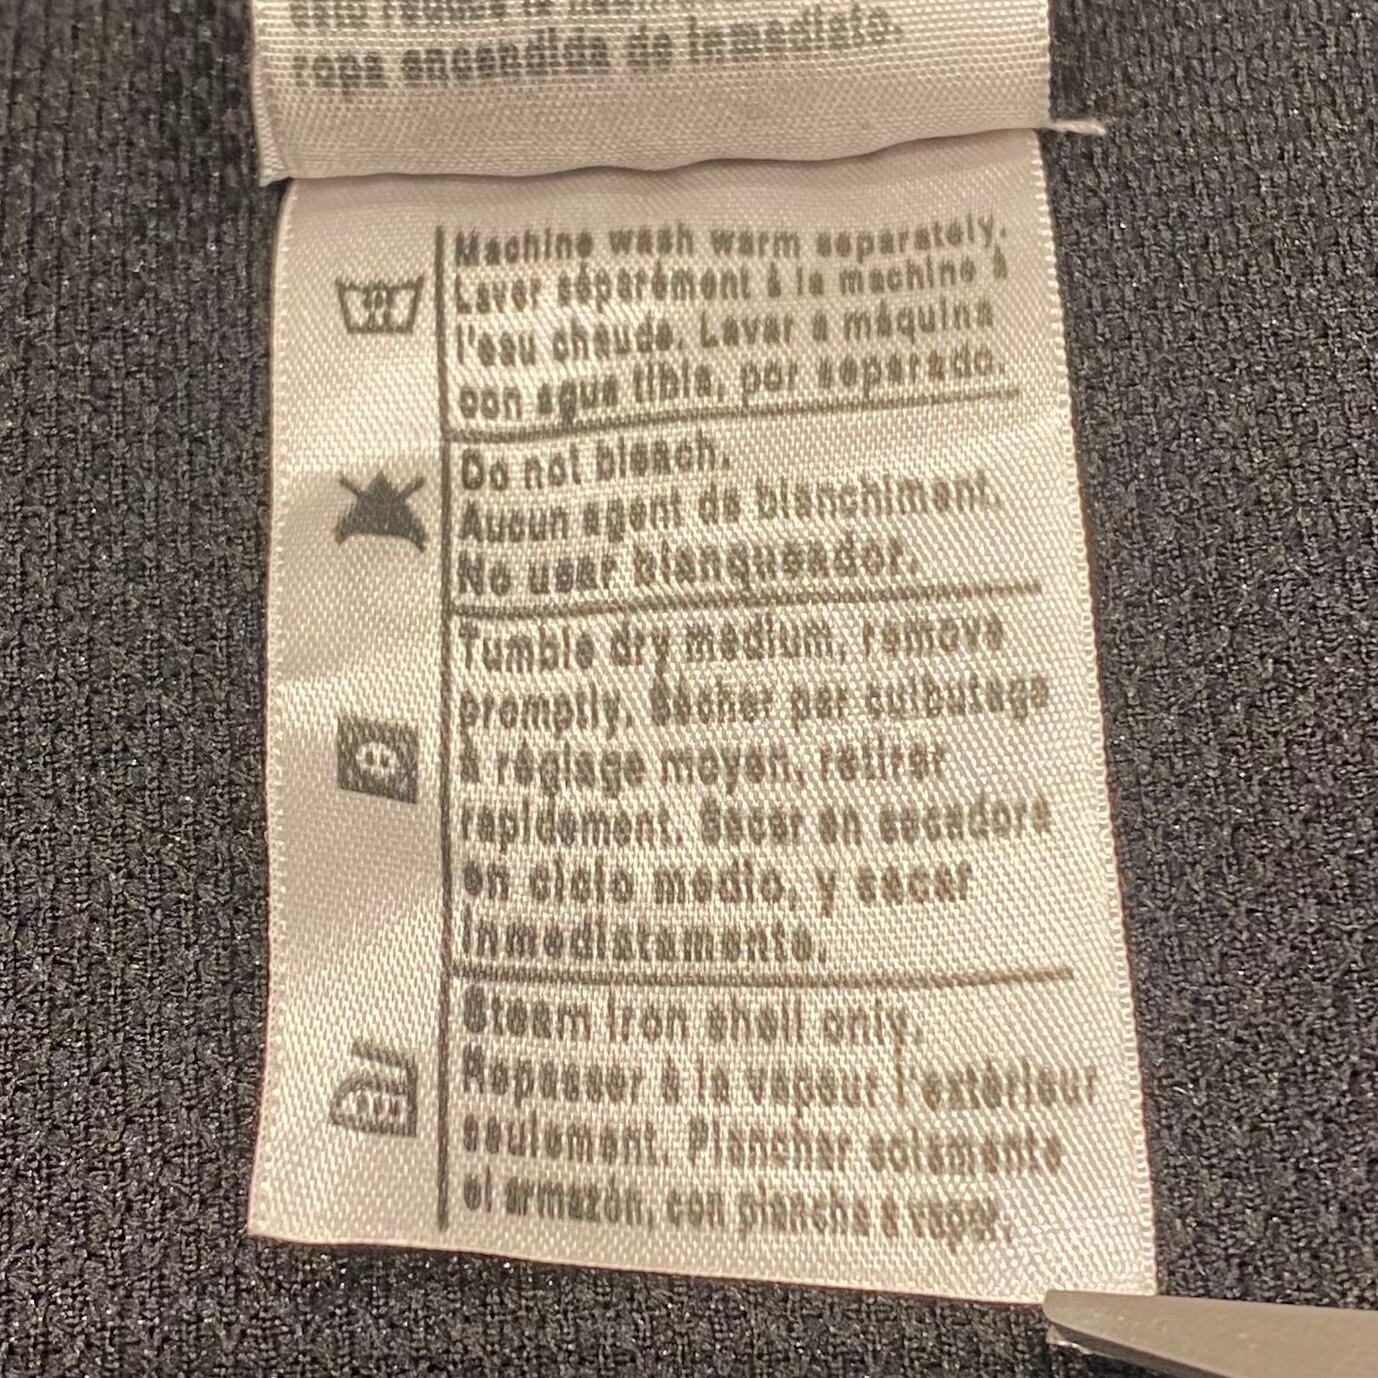 ropa encendida de inmediato.
Machine wash warm separately.
Laver séparément à la machine à
l'eau chaude. Lavar a máquina
con agua tibia, por separado.
Do not bleach.
Aucun agent de blanchiment.
No usar blanqueador.
Tumble dry medium, remove
promptly. Sécher par culbutage
à réglage moyen, retirer
rapidement. Secar en secadora
en ciclo medio, y sacar
inmediatamente.
Steam iron shell only.
Repasser à la vapeur l'extérieur
seulement. Planchar solamente
el armazón, con plancha a vapor.